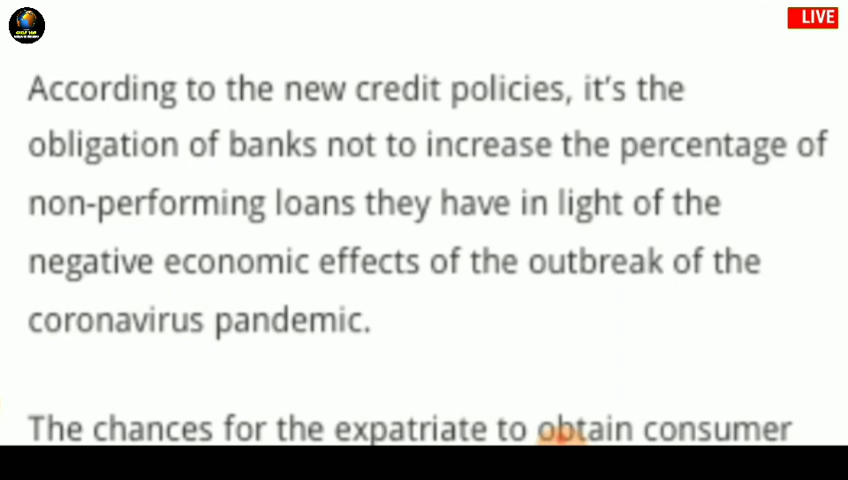 LIVE
According to the new credit policies, it's the
obligation of banks not to increase the percentage of
non-performing loans they have in light of the
negative economic effects of the outbreak of the
coronavirus pandemic.
The chances for the expatriate to obtain consumer